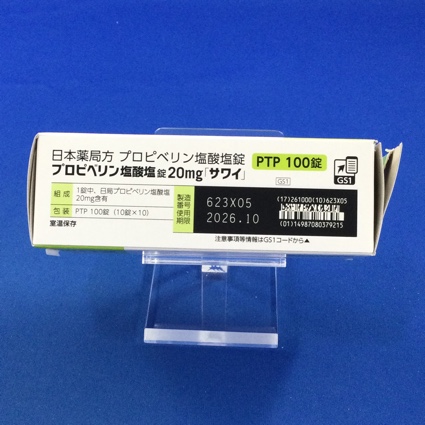 日本薬局方 プロピベリン塩酸塩錠
プロピベリン塩酸塩錠20mg「サワイ」
PTP 100錠
GS1
GS1
組成 1錠中、日局プロピベリン塩酸塩
20mg含有
包装 PTP 100錠(10錠×10)
室温保存
製造番号 623X05
使用期限 2026.10
(17)261000(10)623X05
(01)14987080379215
注意事項等情報はGS1コードから▲